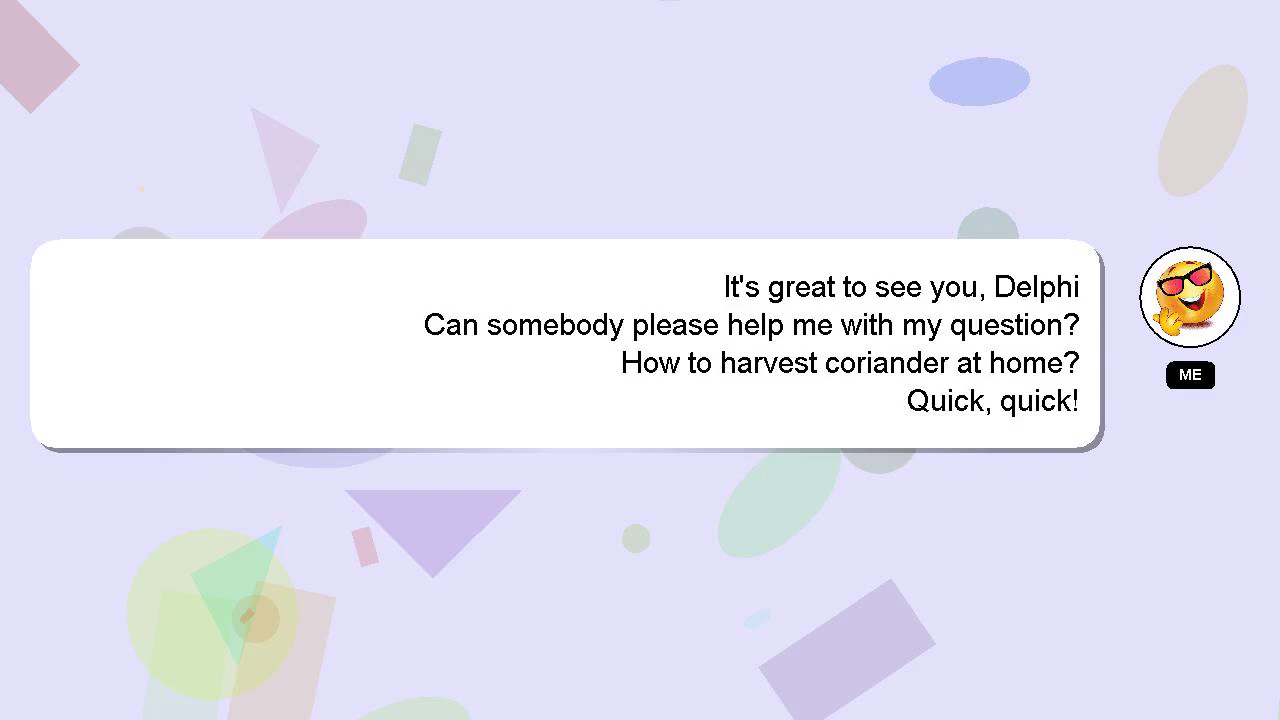 It's great to see you, Delphi
Can somebody please help me with my question?
How to harvest coriander at home?
Quick, quick!
ME